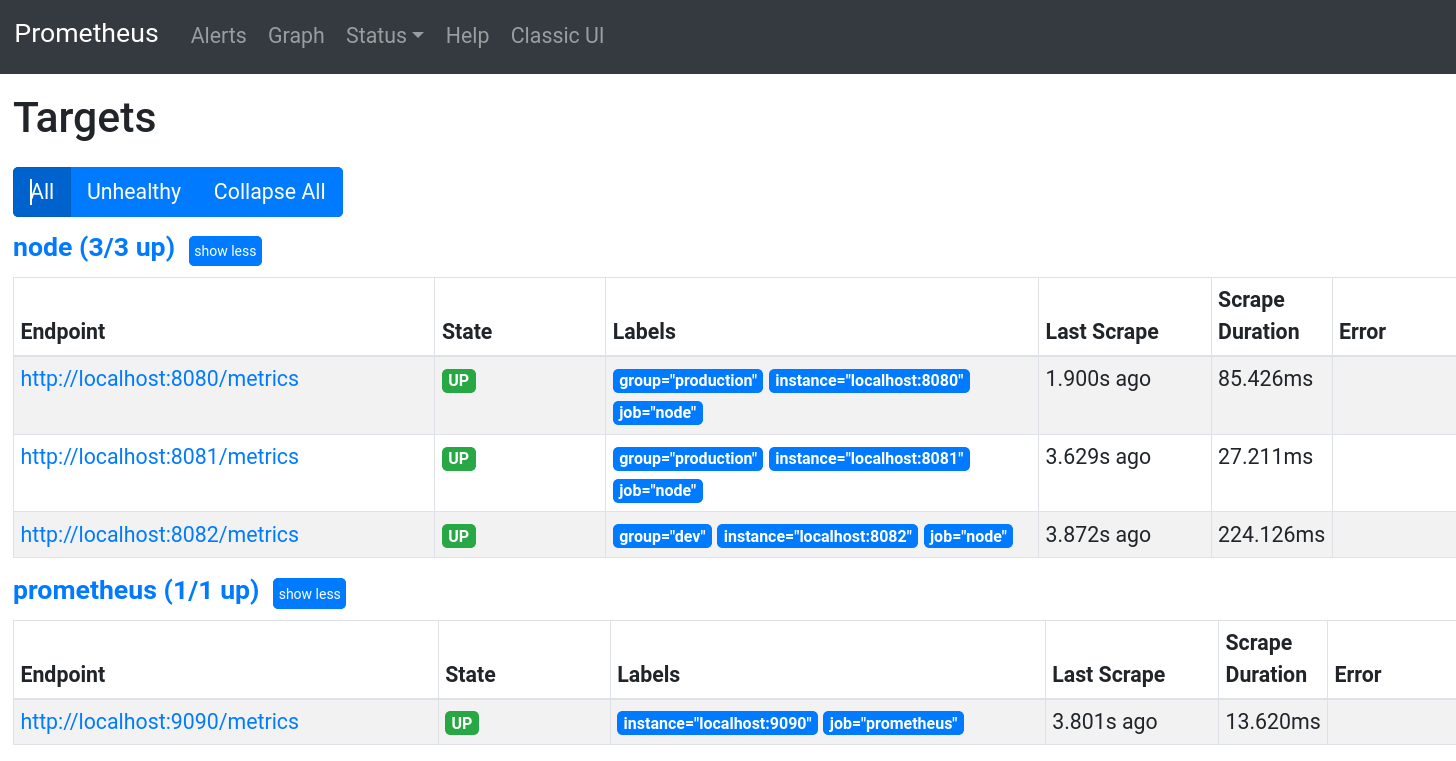 Prometheus Alerts Graph Status Help Classic UI
Targets
All Unhealthy Collapse All
node (3/3 up) show less
Endpoint State Labels Last Scrape Scrape Duration Error
http://localhost:8080/metrics UP group="production" instance="localhost:8080" 1.900s ago 85.426ms
job="node"
http://localhost:8081/metrics UP group="production" instance="localhost:8081" 3.629s ago 27.211ms
job="node"
http://localhost:8082/metrics UP group="dev" instance="localhost:8082" job="node" 3.872s ago 224.126ms
prometheus (1/1 up) show less
Endpoint State Labels Last Scrape Scrape Duration Error
http://localhost:9090/metrics UP instance="localhost:9090" job="prometheus" 3.801s ago 13.620ms